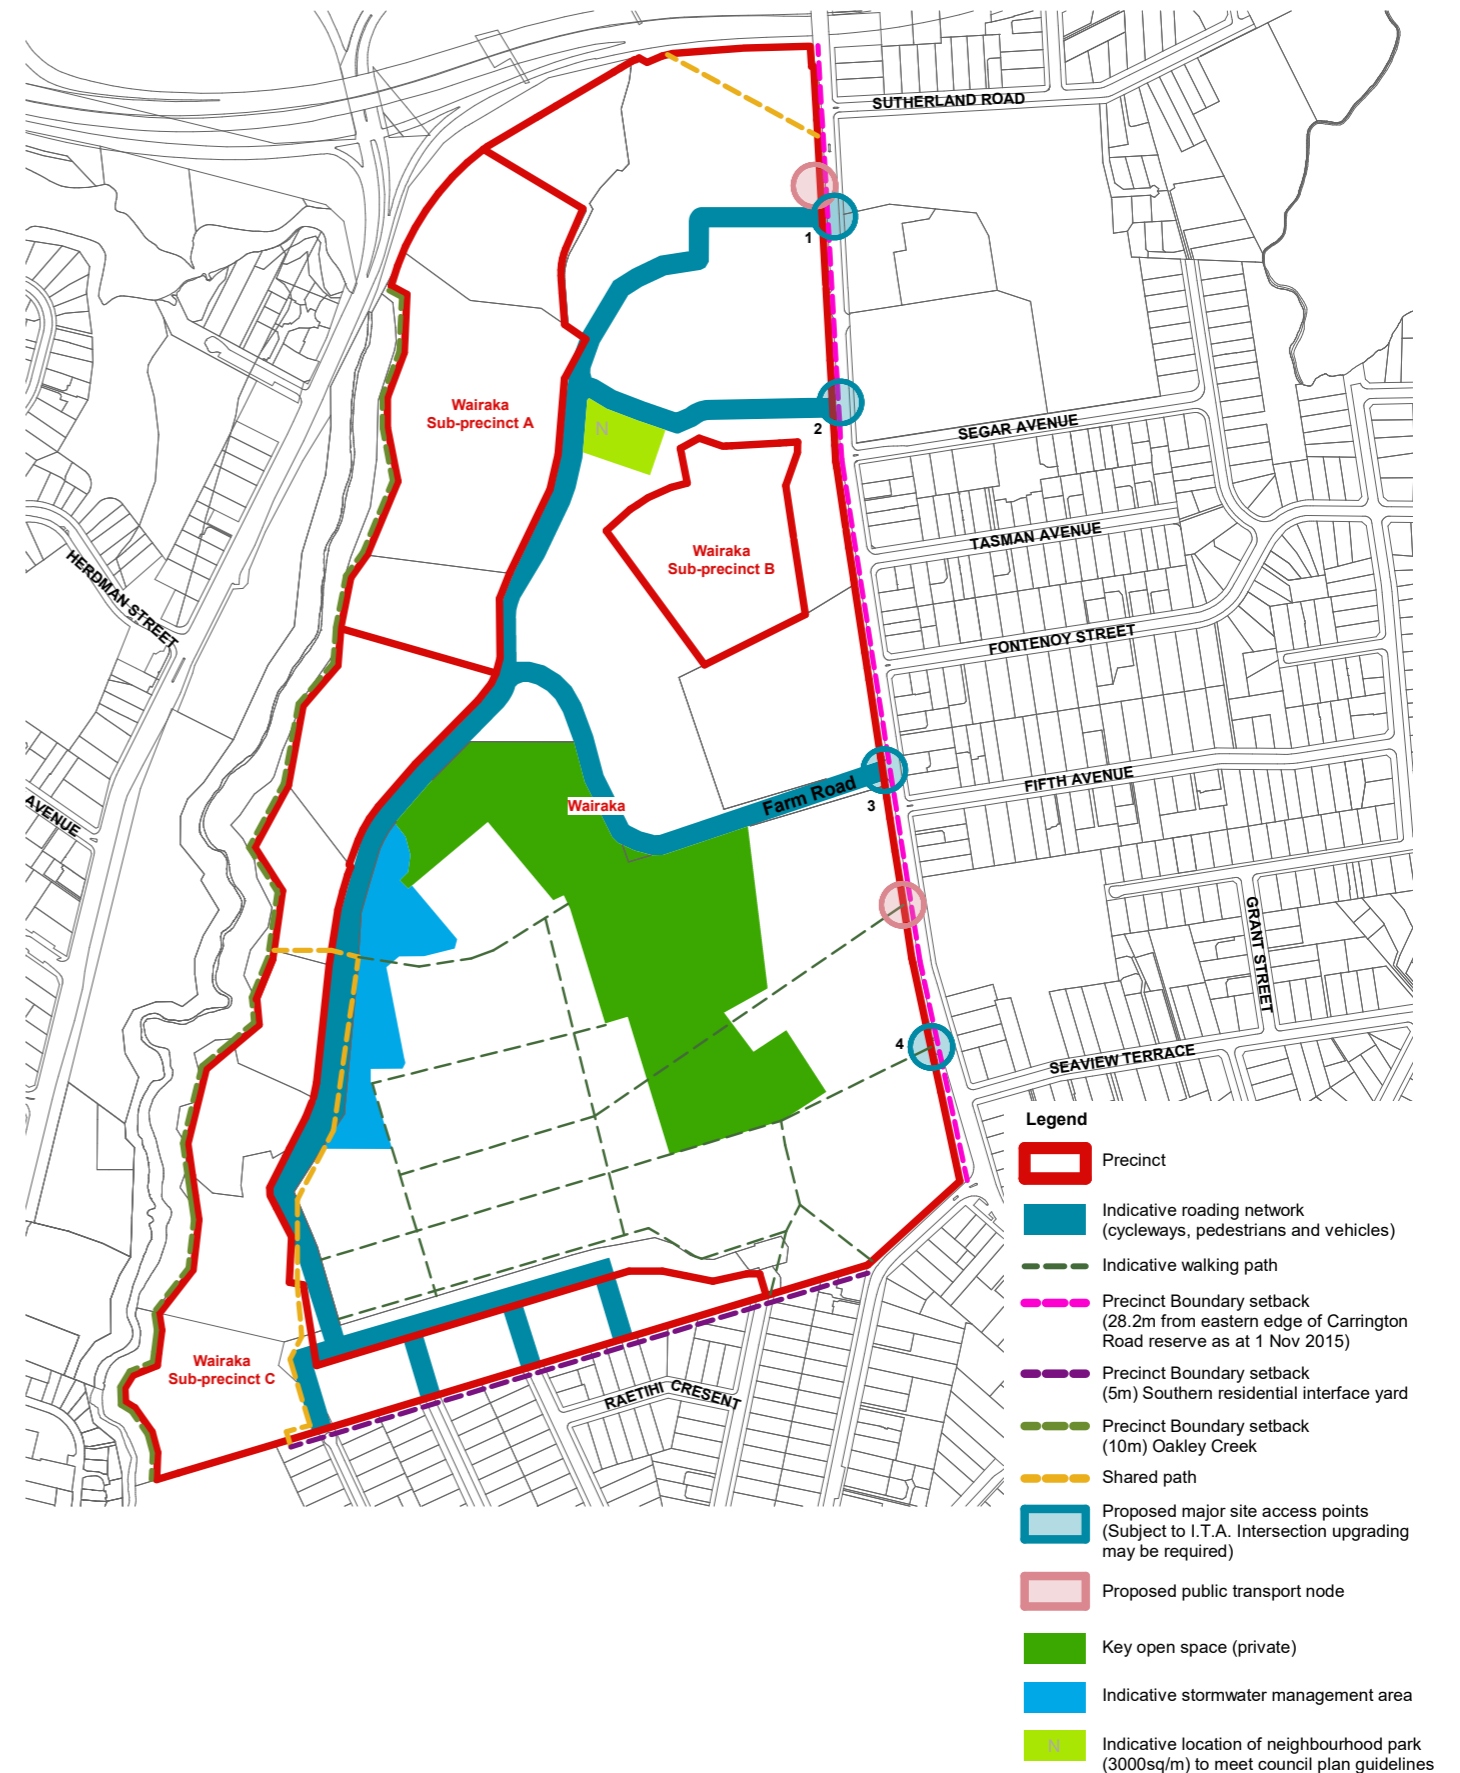 SUTHERLAND ROAD
1
Wairaka
Sub-precinct A
2
N
SEGAR AVENUE
TASMAN AVENUE
Wairaka
Sub-precinct B
HERDMAN STREET
FONTENOY STREET
FIFTH AVENUE
Farm Road
3
Wairaka
AVENUE
GRANT STREET
4
SEAVIEW TERRACE
Wairaka
Sub-precinct C
RAETIHI CRESENT
Legend
Precinct
Indicative roading network
(cycleways, pedestrians and vehicles)
Indicative walking path
Precinct Boundary setback
(28.2m from eastern edge of Carrington
Road reserve as at 1 Nov 2015)
Precinct Boundary setback
(5m) Southern residential interface yard
Precinct Boundary setback
(10m) Oakley Creek
Shared path
Proposed major site access points
(Subject to I.T.A. Intersection upgrading
may be required)
Proposed public transport node
Key open space (private)
Indicative stormwater management area
N
Indicative location of neighbourhood park
(3000sq/m) to meet council plan guidelines